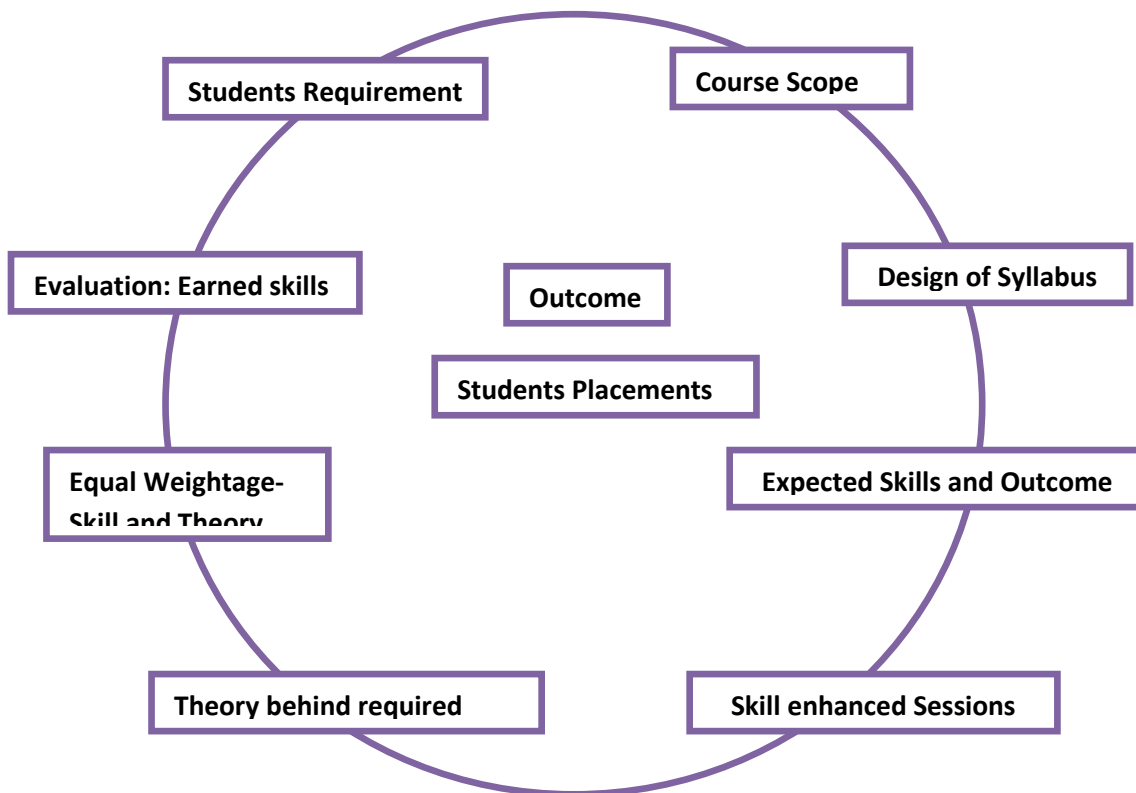 Students Requirement
Course Scope
Evaluation: Earned skills
Outcome
Design of Syllabus
Students Placements
Equal Weightage-
Skill and Theory
Expected Skills and Outcome
Theory behind required
Skill enhanced Sessions